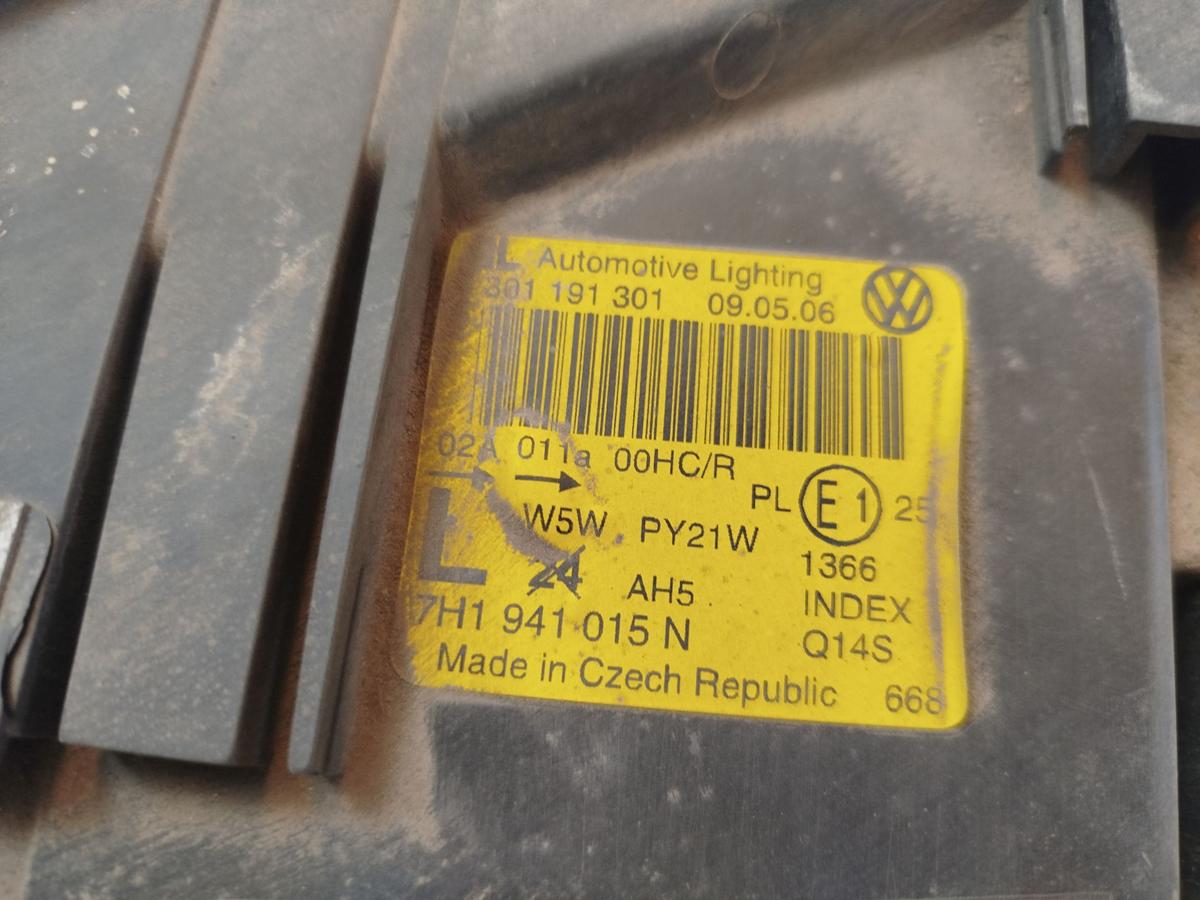 L Automotive Lighting
301 191 301 09.05.06
02A 011a 00HC/R
PL E1 25
L W5W PY21W
1366
24 AH5
INDEX
7H1 941 015 N
Q14S
Made in Czech Republic 668